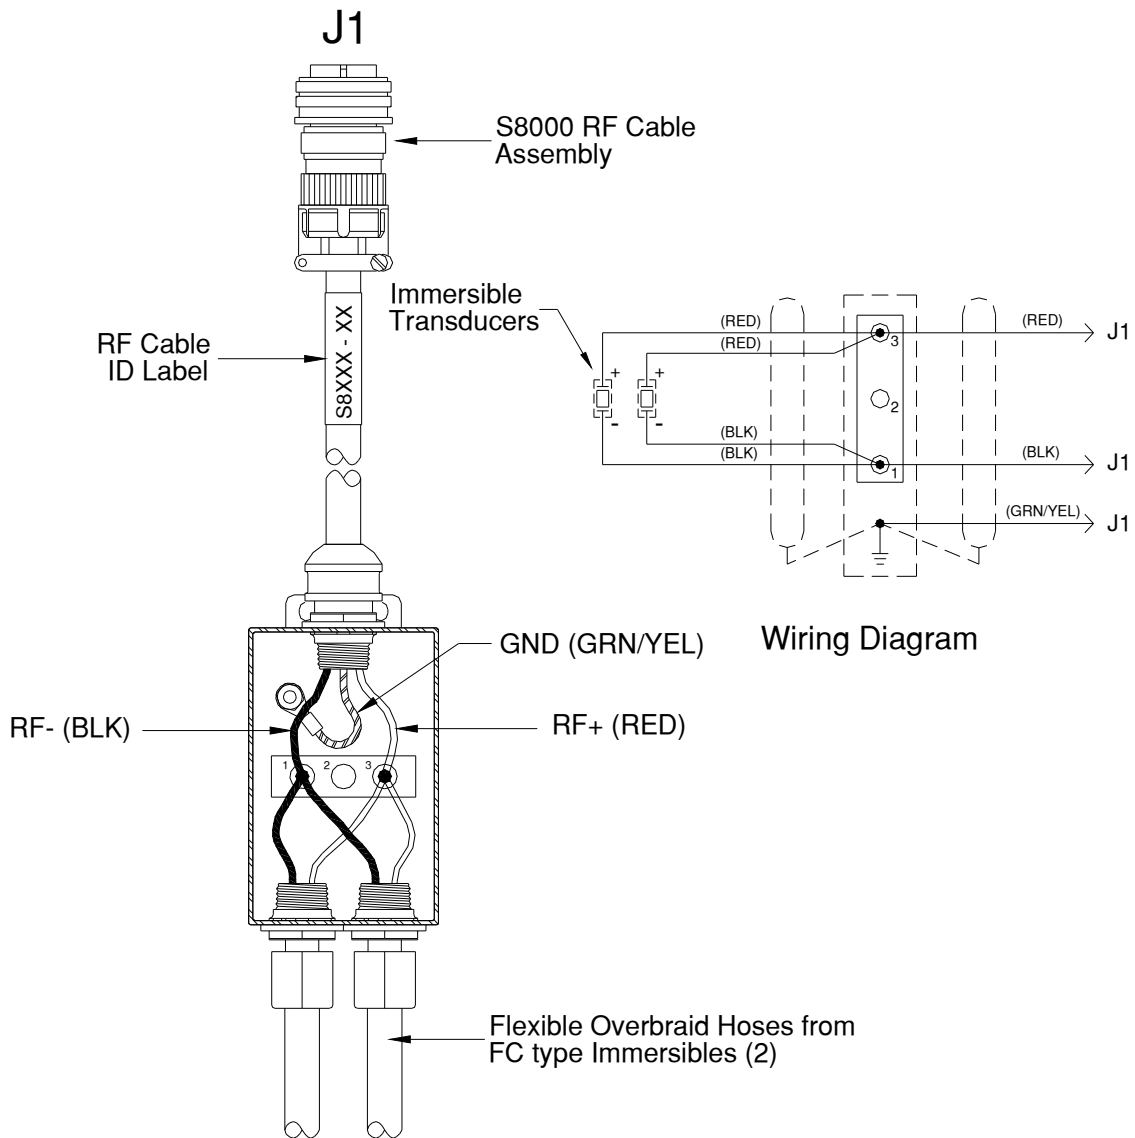 J1
S8000 RF Cable
Assembly
Immersible
Transducers
RF Cable
ID Label
S8XXX - XX
(RED)
(RED)
(RED)
J1
3
+
+
2
-
-
(BLK)
(BLK)
(BLK)
J1
1
(GRN/YEL)
J1
Wiring Diagram
GND (GRN/YEL)
RF- (BLK)
RF+ (RED)
1
2
3
Flexible Overbraid Hoses from
FC type Immersibles (2)